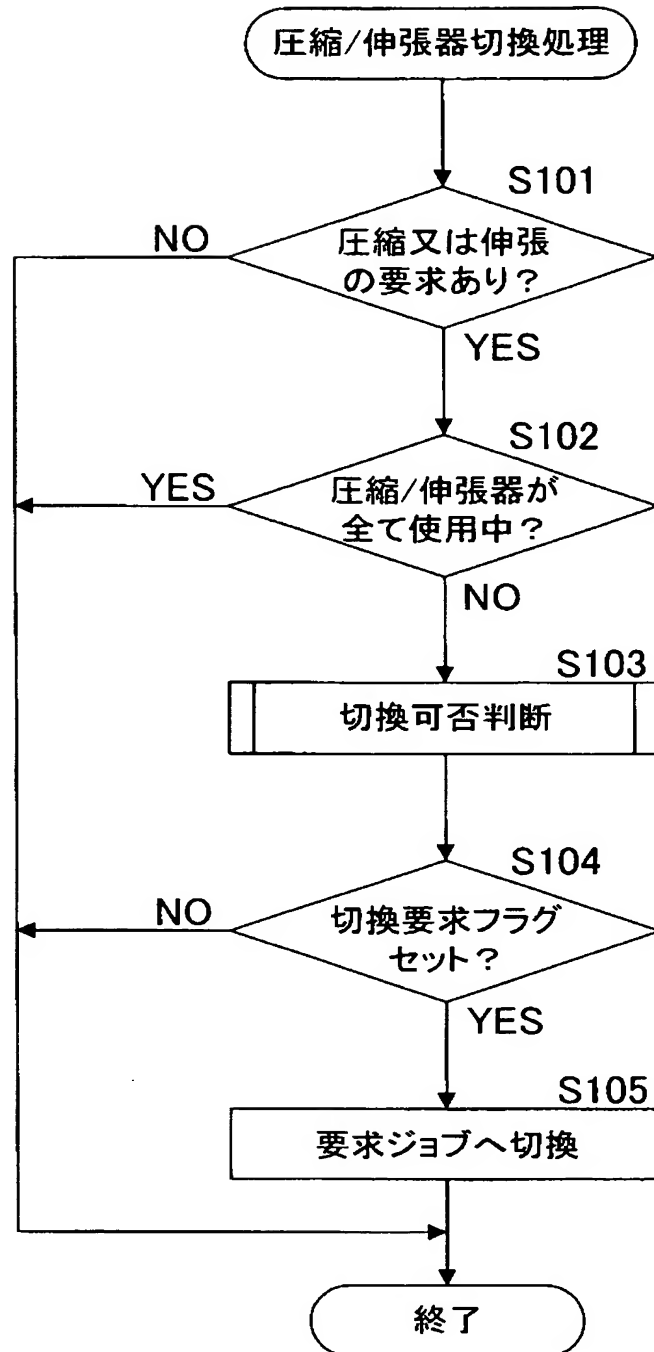 圧縮/伸張器切換処理
S101
NO
圧縮又は伸張
の要求あり?
YES
S102
YES
圧縮/伸張器が
全て使用中?
NO
S103
切換可否判断
S104
NO
切換要求フラグ
セット?
YES
S105
要求ジョブへ切換
終了